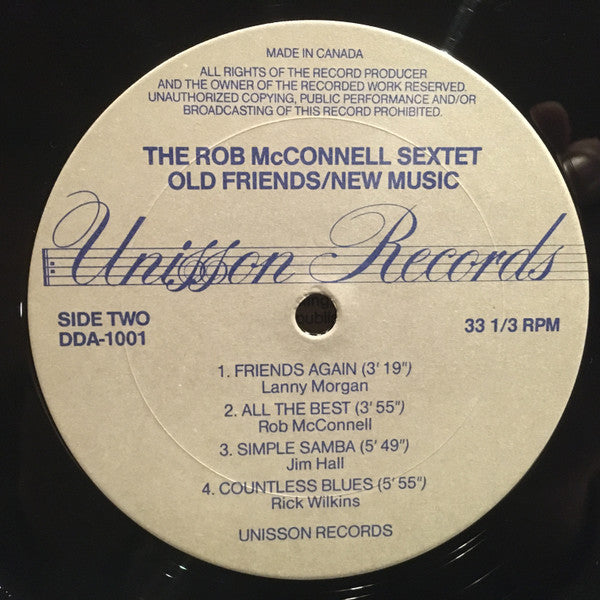 MADE IN CANADA
ALL RIGHTS OF THE RECORD PRODUCER
AND THE OWNER OF THE RECORDED WORK RESERVED.
UNAUTHORIZED COPYING, PUBLIC PERFORMANCE AND/OR
BROADCASTING OF THIS RECORD PROHIBITED.
THE ROB McCONNELL SEXTET
OLD FRIENDS/NEW MUSIC
Unisson Records
SIDE TWO
DDA-1001
33 1/3 RPM
1. FRIENDS AGAIN (3' 19")
Lanny Morgan
2. ALL THE BEST (3' 55")
Rob McConnell
3. SIMPLE SAMBA (5' 49")
Jim Hall
4. COUNTLESS BLUES (5' 55")
Rick Wilkins
UNISSON RECORDS